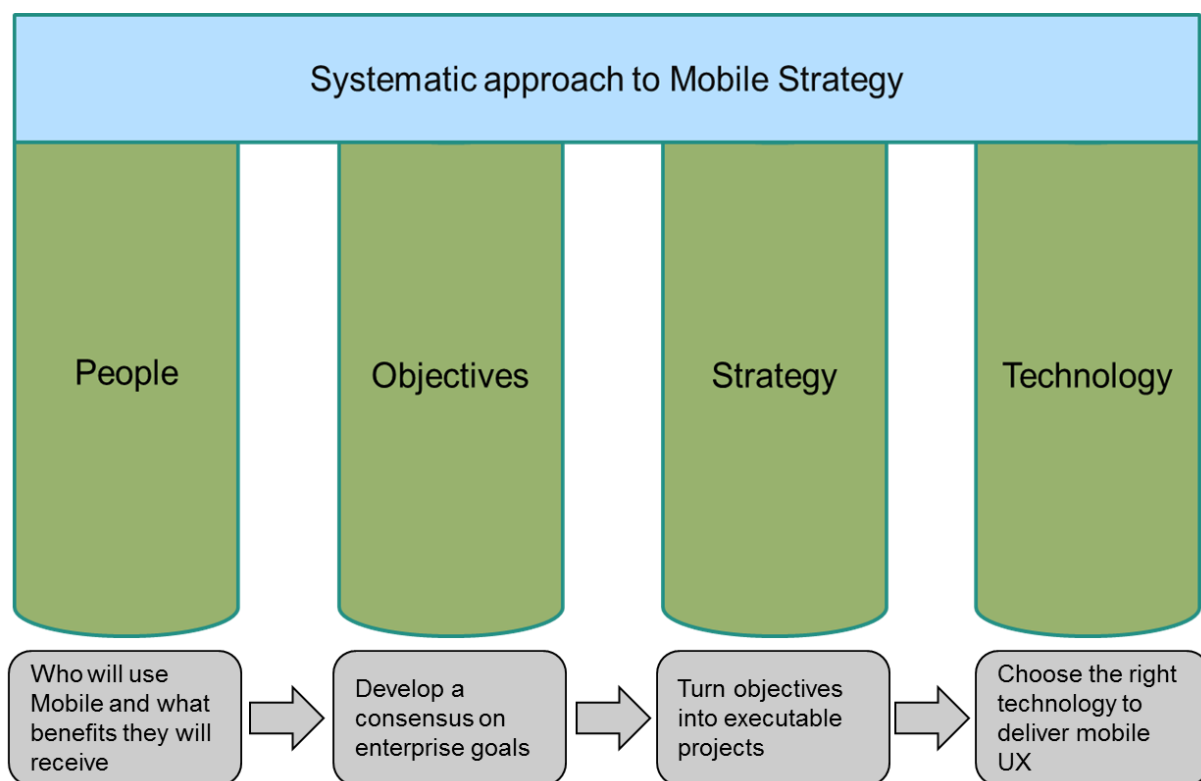 Systematic approach to Mobile Strategy
People
Objectives
Strategy
Technology
Who will use
Mobile and what
benefits they will
receive
Develop a
consensus on
enterprise goals
Turn objectives
into executable
projects
Choose the right
technology to
deliver mobile
UX